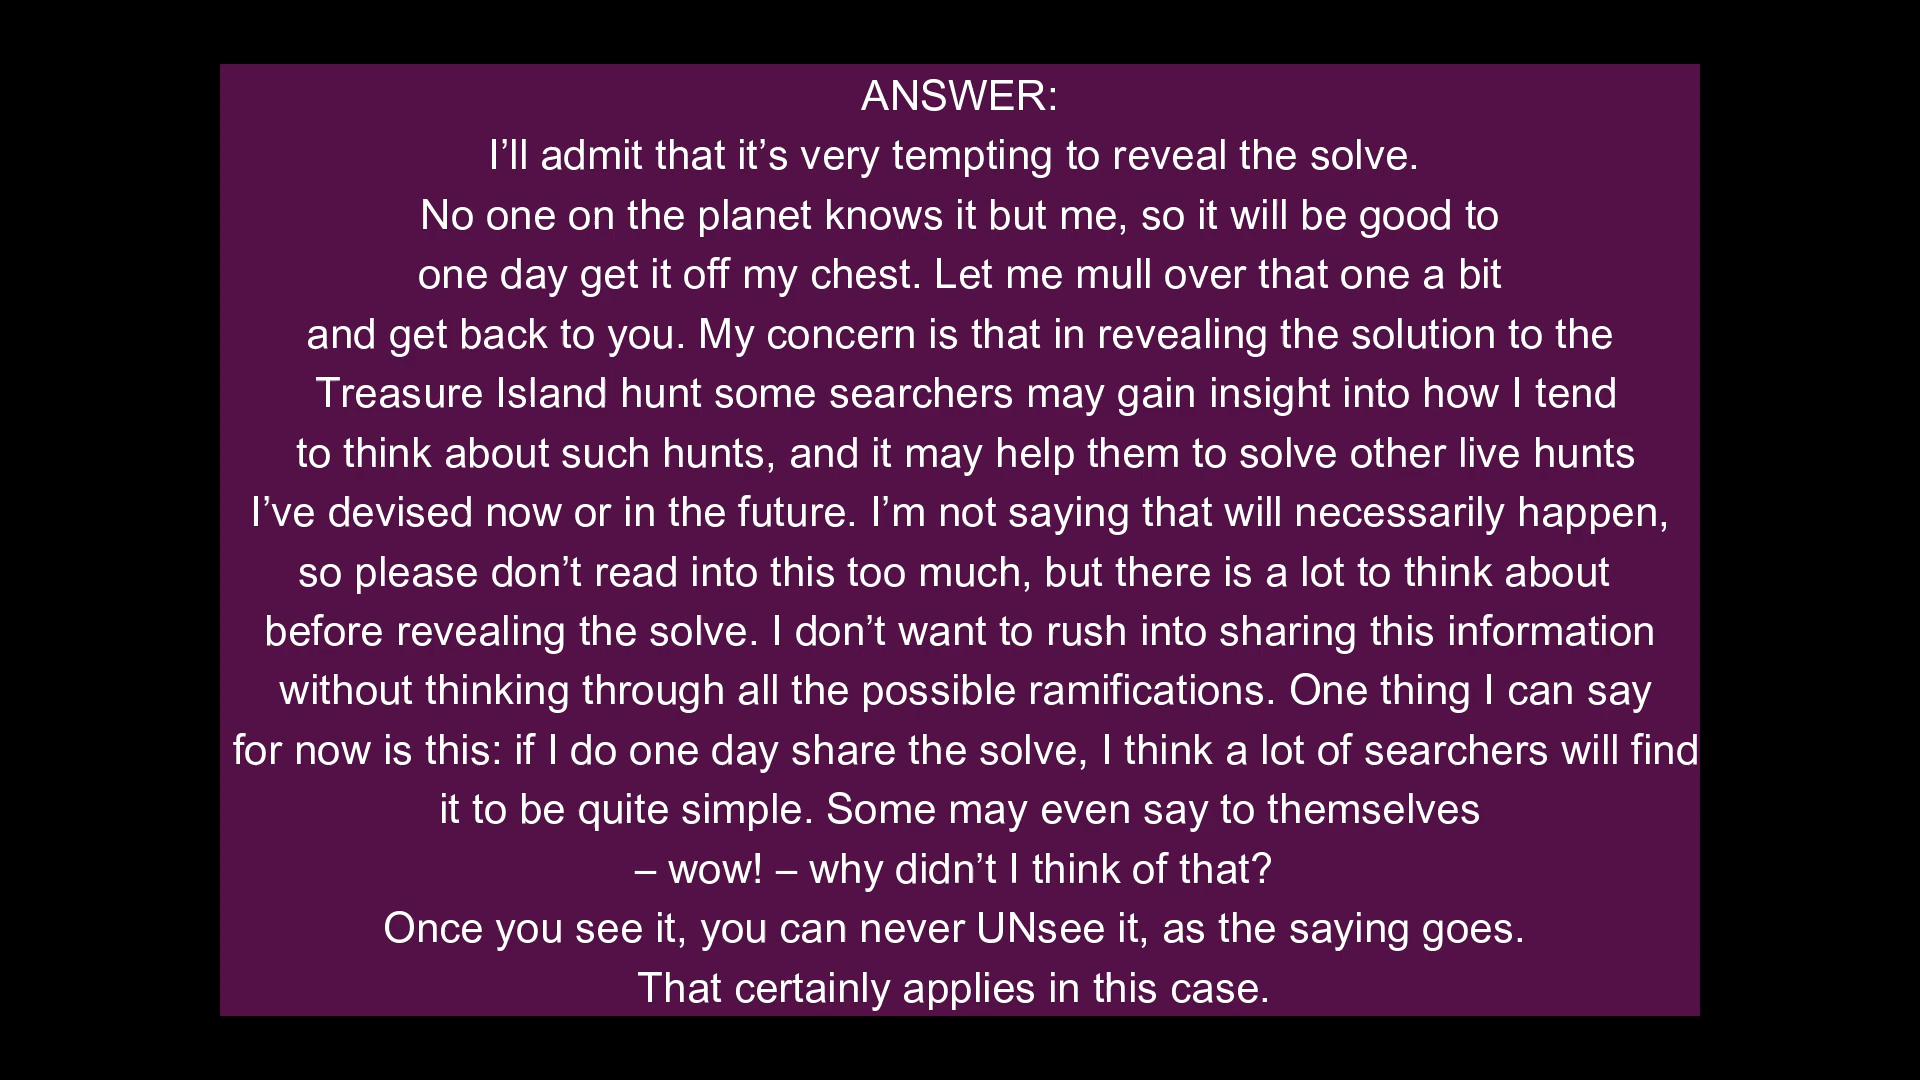 ANSWER:
I’ll admit that it’s very tempting to reveal the solve.
No one on the planet knows it but me, so it will be good to
one day get it off my chest. Let me mull over that one a bit
and get back to you. My concern is that in revealing the solution to the
Treasure Island hunt some searchers may gain insight into how I tend
to think about such hunts, and it may help them to solve other live hunts
I’ve devised now or in the future. I’m not saying that will necessarily happen,
so please don’t read into this too much, but there is a lot to think about
before revealing the solve. I don’t want to rush into sharing this information
without thinking through all the possible ramifications. One thing I can say
for now is this: if I do one day share the solve, I think a lot of searchers will find
it to be quite simple. Some may even say to themselves
– wow! – why didn’t I think of that?
Once you see it, you can never UNsee it, as the saying goes.
That certainly applies in this case.